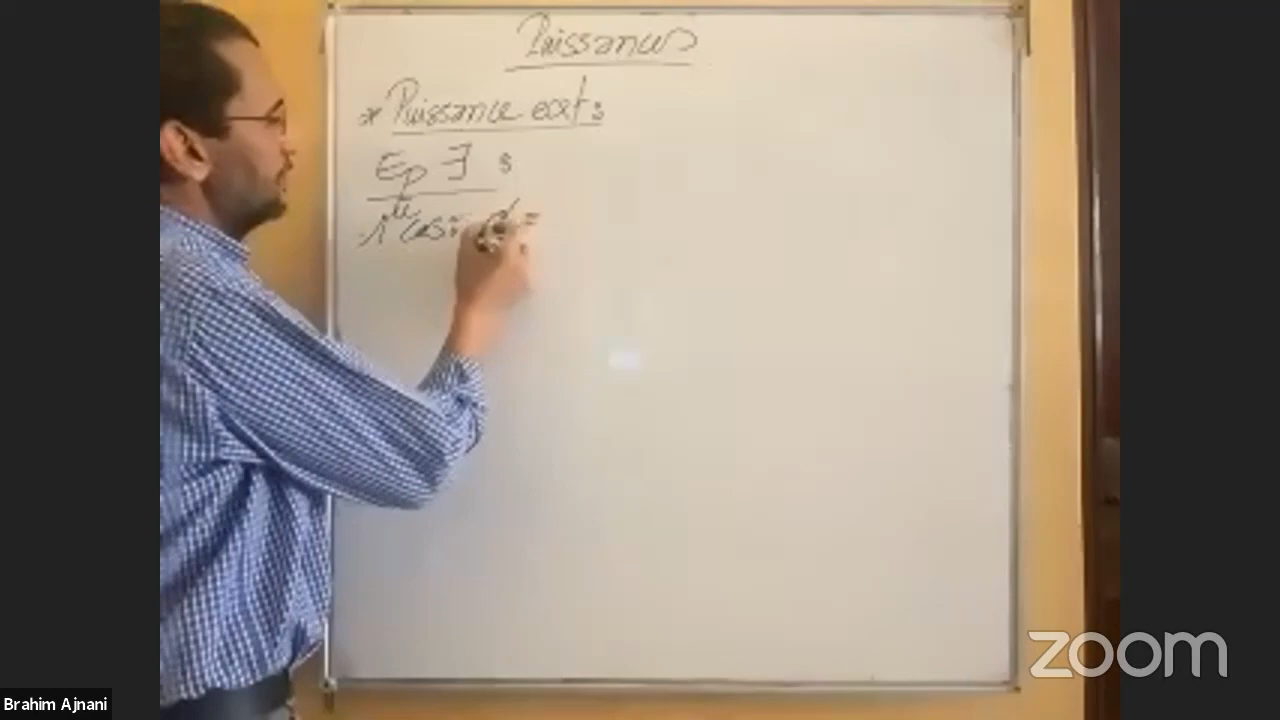 Puissances
* Puissance ext :
Ep ∃ :
1er cas :
zoom
Brahim Ajnani